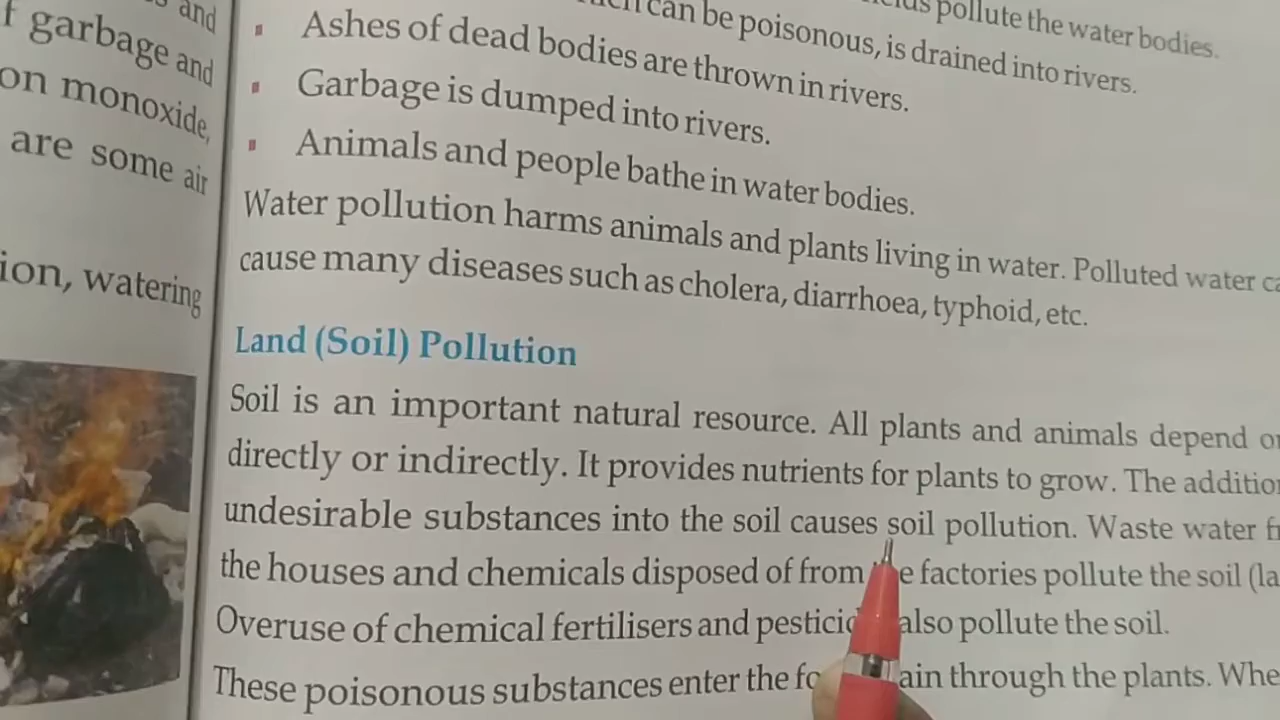 and
garbage and
on monoxide,
are some air
ion, watering
pollute the water bodies.
can be poisonous, is drained into rivers.
Ashes of dead bodies are thrown in rivers.
Garbage is dumped into rivers.
Animals and people bathe in water bodies.
Water pollution harms animals and plants living in water. Polluted water
cause many diseases such as cholera, diarrhoea, typhoid, etc.
Land (Soil) Pollution
Soil is an important natural resource. All plants and animals depend
directly or indirectly. It provides nutrients for plants to grow. The
undesirable substances into the soil causes soil pollution. Waste water
the houses and chemicals disposed of from factories pollute the soil
Overuse of chemical fertilisers and also pollute the soil.
These poisonous substances enter the through the plants.